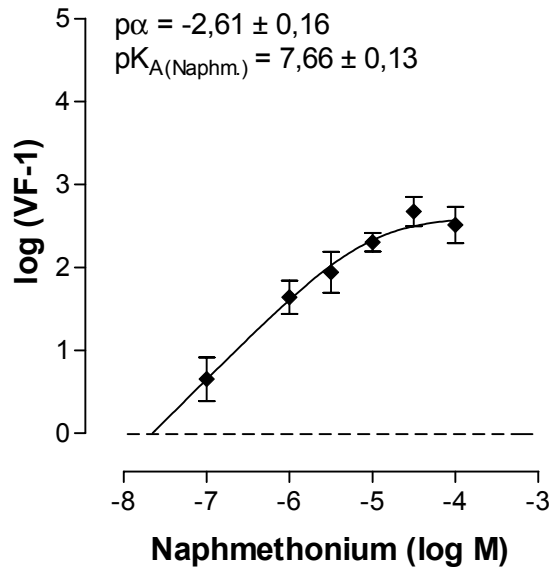 pα = -2,61 ± 0,16
pK_A(Naphm.) = 7,66 ± 0,13
log (VF-1)
5
4
3
2
1
0
-8 -7 -6 -5 -4 -3
Naphmethonium (log M)